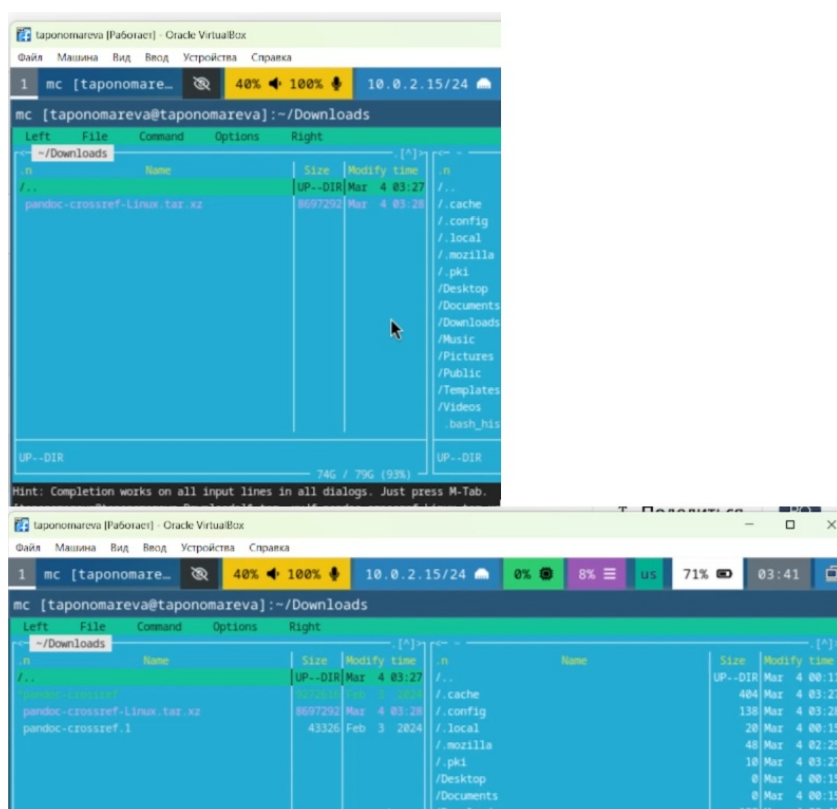 taponomareva [Работает] - Oracle VirtualBox
Файл Машина Вид Ввод Устройства Справка
1 mc [taponomare… 40% 100% 10.0.2.15/24
mc [taponomareva@taponomareva]:~/Downloads
Left File Command Options Right
<- ~/Downloads .[^]> <- ~
.n Name Size Modify time .n
/.. UP--DIR Mar 4 03:27 /..
pandoc-crossref-Linux.tar.xz 8697292 Mar 4 03:28 /.cache
/.config
/.local
/.mozilla
/.pki
/Desktop
/Documents
/Downloads
/Music
/Pictures
/Public
/Templates
/Videos
.bash_his
UP--DIR UP--DIR
74G / 79G (93%)
Hint: Completion works on all input lines in all dialogs. Just press M-Tab.
taponomareva [Работает] - Oracle VirtualBox
Файл Машина Вид Ввод Устройства Справка
1 mc [taponomare… 40% 100% 10.0.2.15/24 0% 8% us 71% 03:41
mc [taponomareva@taponomareva]:~/Downloads
Left File Command Options Right
<- ~/Downloads .[^]> <- ~ .[^]>
.n Name Size Modify time .n Name Size Modify time
/.. UP--DIR Mar 4 03:27 /.. UP--DIR Mar 4 00:1
*pandoc-crossref Feb 2024 /.cache 404 Mar 4 03:2
pandoc-crossref-Linux.tar.xz 8697292 Mar 4 03:28 /.config 138 Mar 4 03:28
pandoc-crossref.1 43326 Feb 3 2024 /.local 20 Mar 4 00:1
/.mozilla 48 Mar 4 02:2
/.pki 10 Mar 4 03:2
/Desktop 0 Mar 4 00:1
/Documents 0 Mar 4 00:1